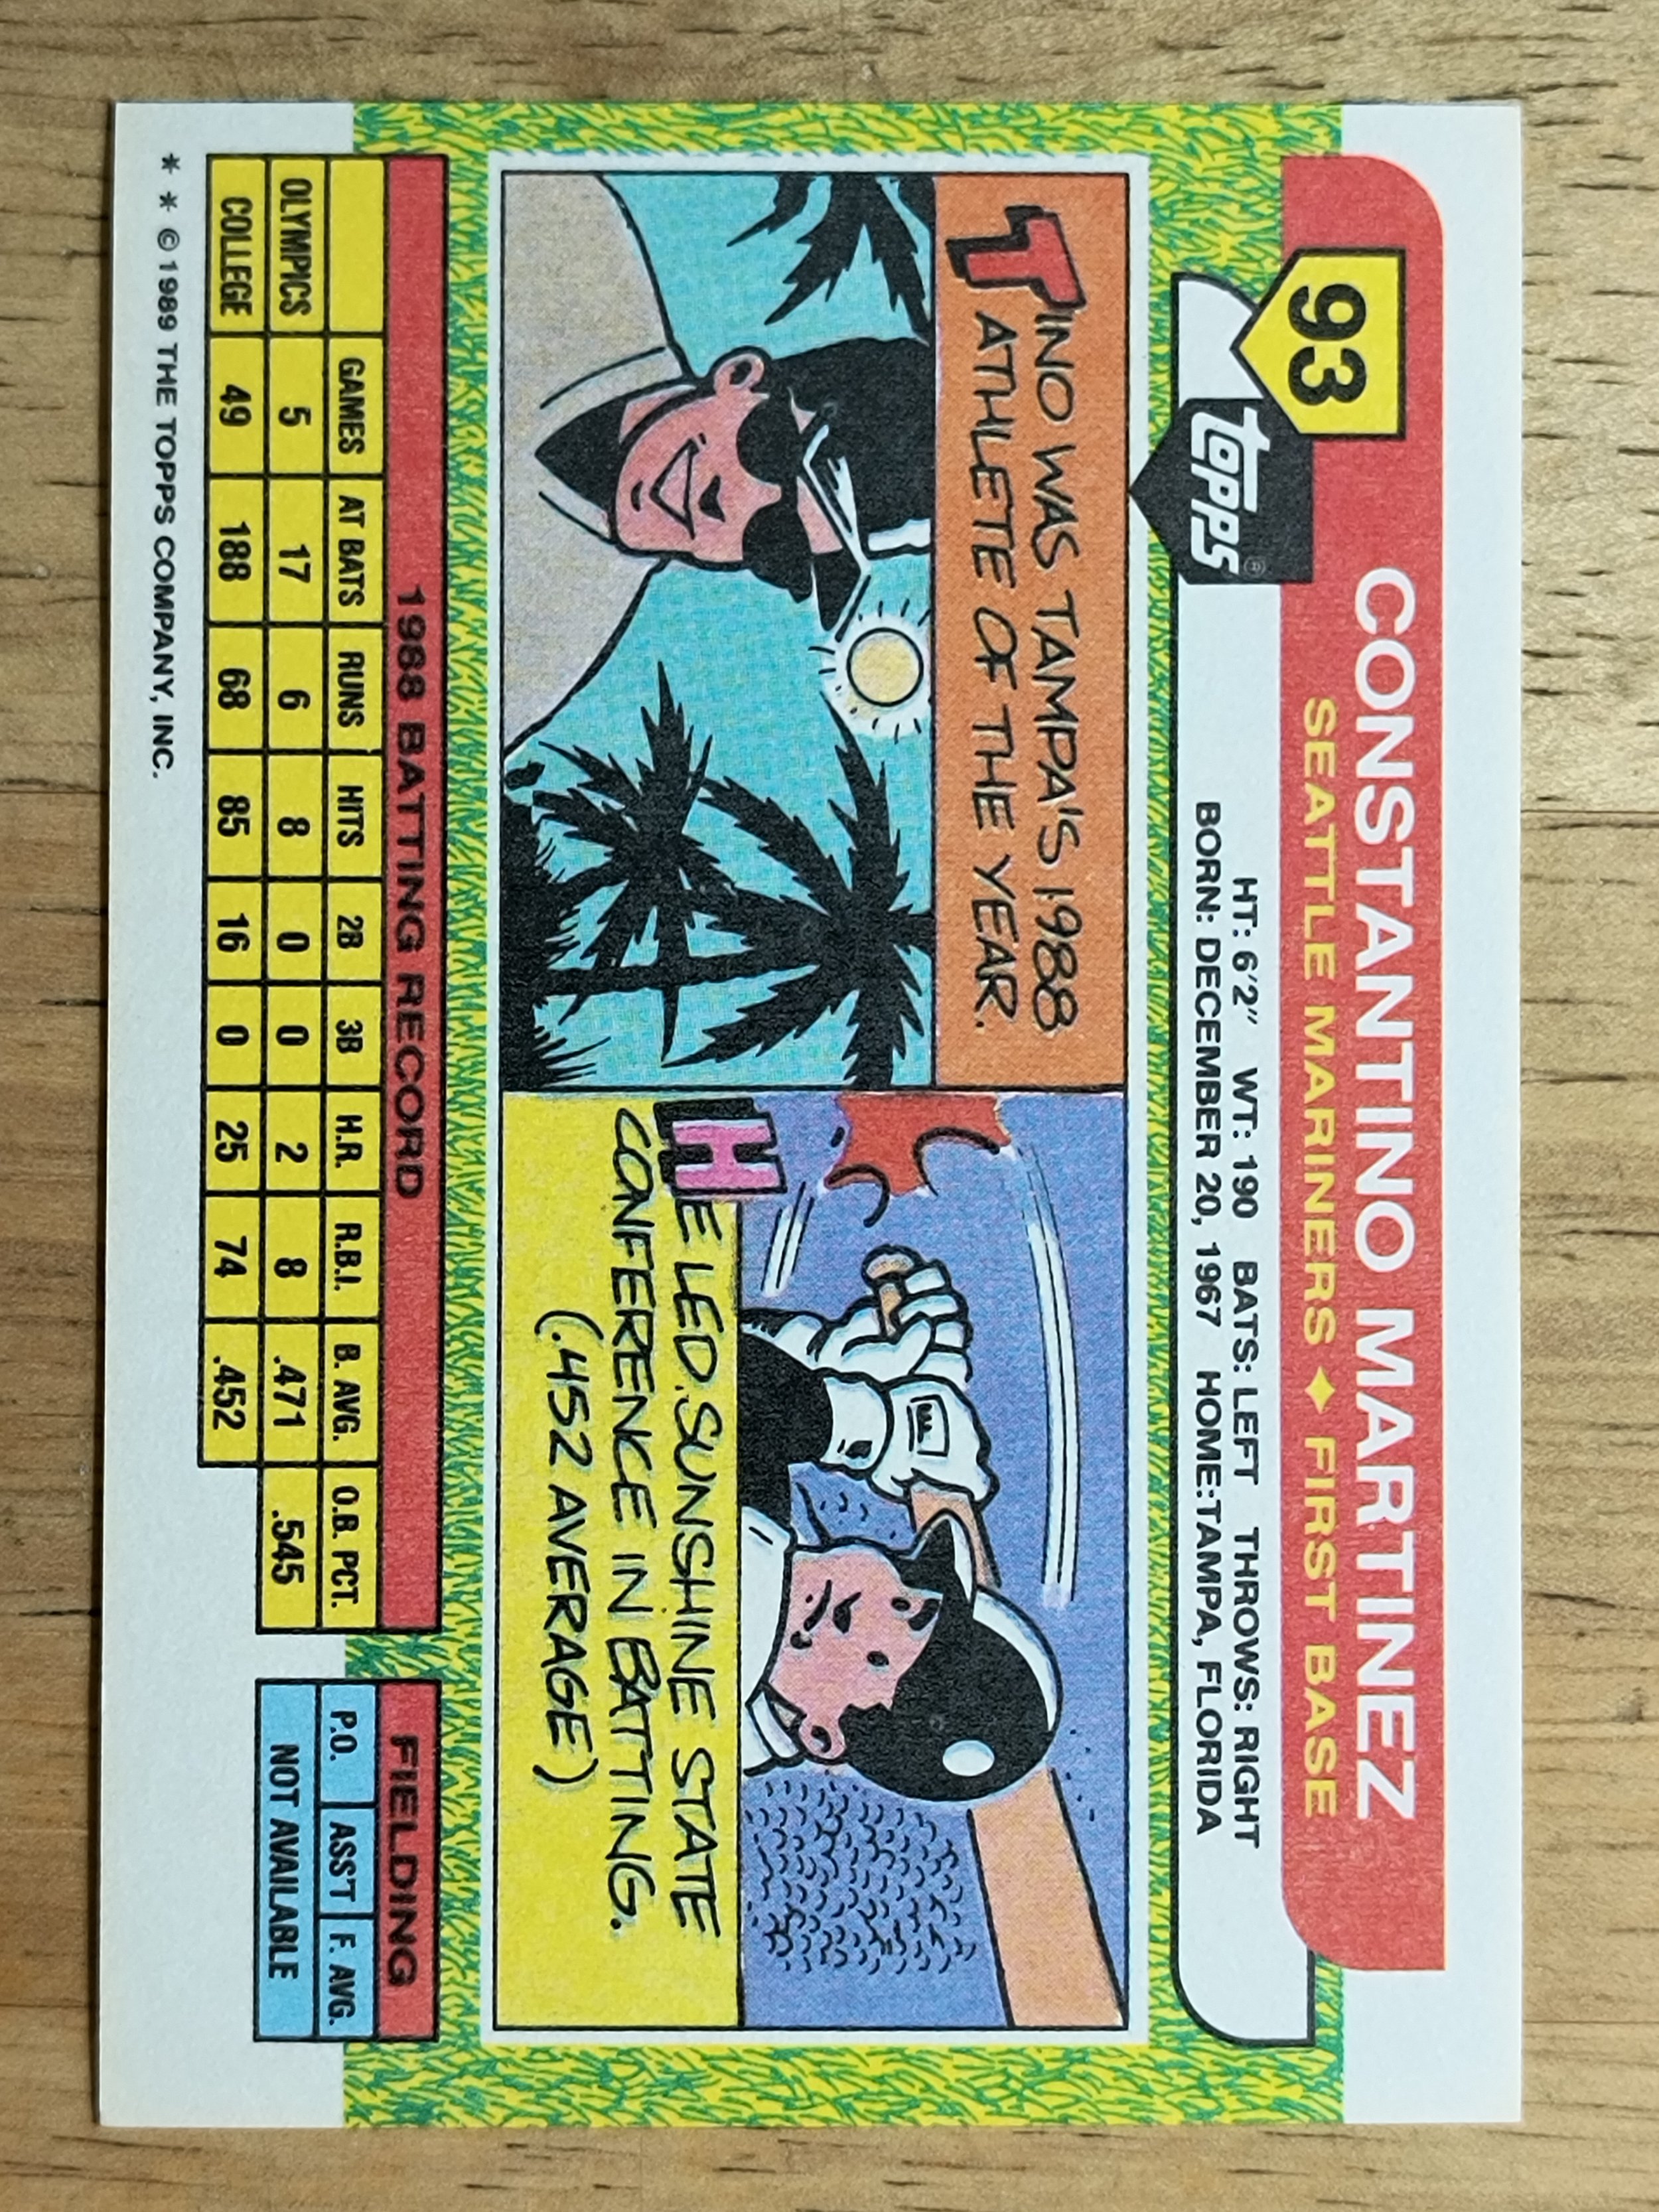 93
CONSTANTINO MARTINEZ
SEATTLE MARINERS ♦ FIRST BASE
TOPPS®
HT: 6'2" WT: 190 BATS: LEFT THROWS: RIGHT
BORN: DECEMBER 20, 1967 HOME:TAMPA, FLORIDA
TINO WAS TAMPA'S 1988
ATHLETE OF THE YEAR.
HE LED SUNSHINE STATE
CONFERENCE IN BATTING.
(.452 AVERAGE)
1988 BATTING RECORD
GAMES AT BATS RUNS HITS 2B 3B H.R. R.B.I. B. AVG. O.B. PCT.
OLYMPICS 5 17 6 8 0 0 2 8 .471 .545
COLLEGE 49 188 68 85 16 0 25 74 .452
FIELDING
P.O. ASS'T F. AVG.
NOT AVAILABLE
* * © 1989 THE TOPPS COMPANY, INC.